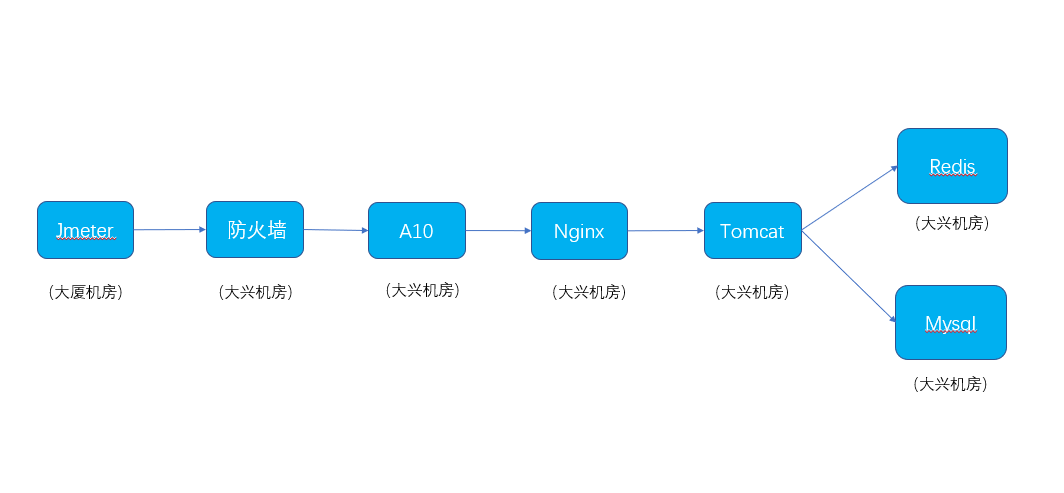 Jmeter
(大厦机房)
防火墙
(大兴机房)
A10
(大兴机房)
Nginx
(大兴机房)
Tomcat
(大兴机房)
Redis
(大兴机房)
Mysql
(大兴机房)